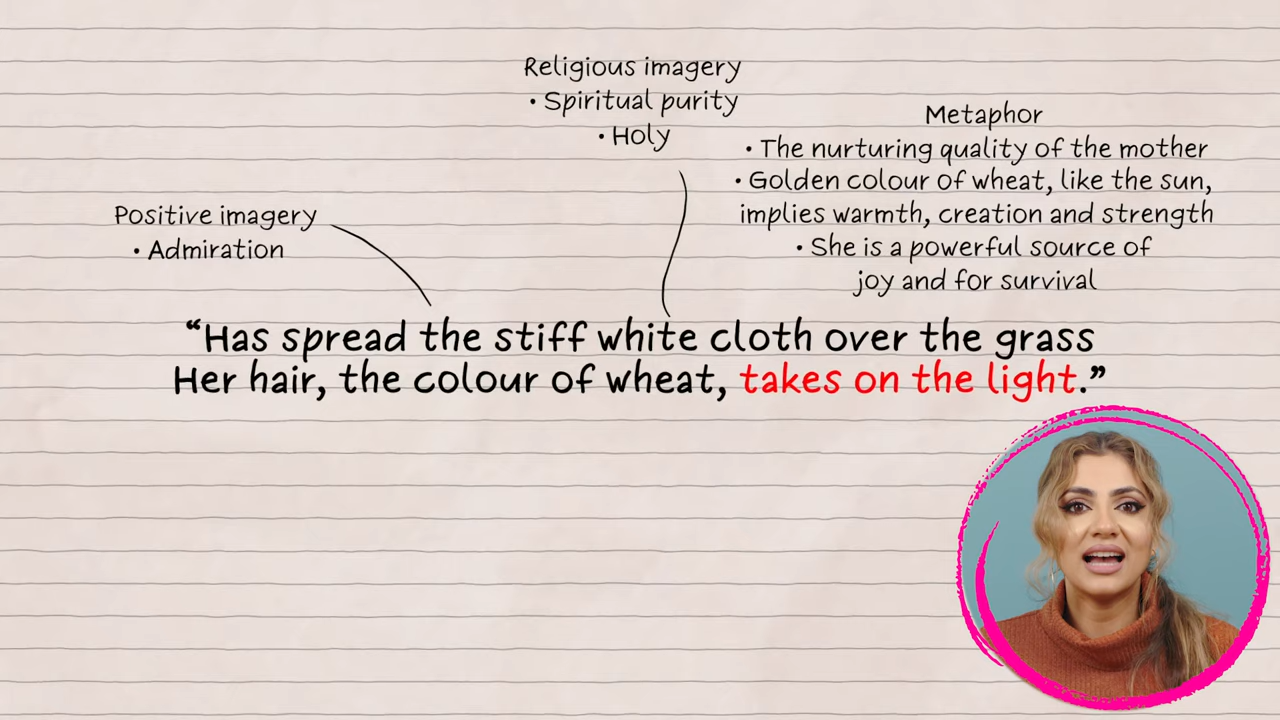 Religious imagery
• Spiritual purity
• Holy
Metaphor
• The nurturing quality of the mother
• Golden colour of wheat, like the sun,
implies warmth, creation and strength
• She is a powerful source of
joy and for survival
Positive imagery
• Admiration
“Has spread the stiff white cloth over the grass
Her hair, the colour of wheat, takes on the light.”